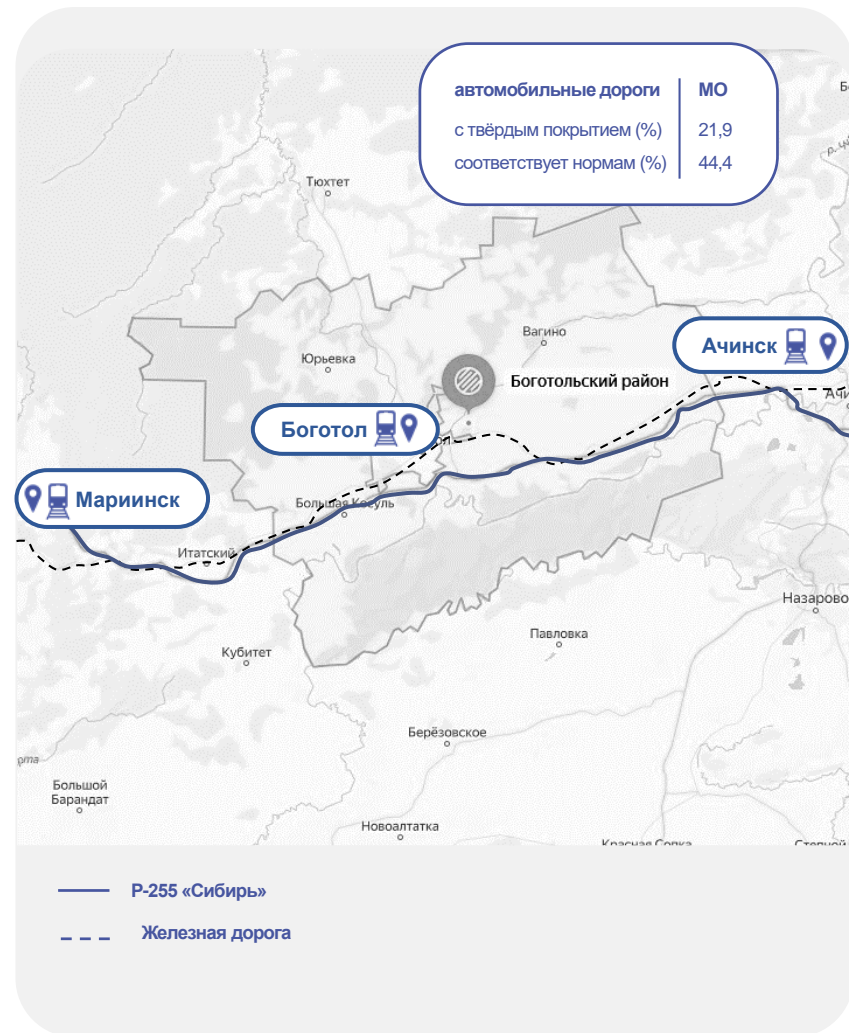 автомобильные дороги МО
с твёрдым покрытием (%) 21,9
соответствует нормам (%) 44,4
Тюхтет
Вагино
Юрьевка
Ачинск
Боготольский район
Боготол
Мариинск
Большая Косуль
Итатский
Назарово
Павловка
Кубитет
Берёзовское
Большой
Барандат
Новоалтатка
Красная Сопка
Р-255 «Сибирь»
Железная дорога